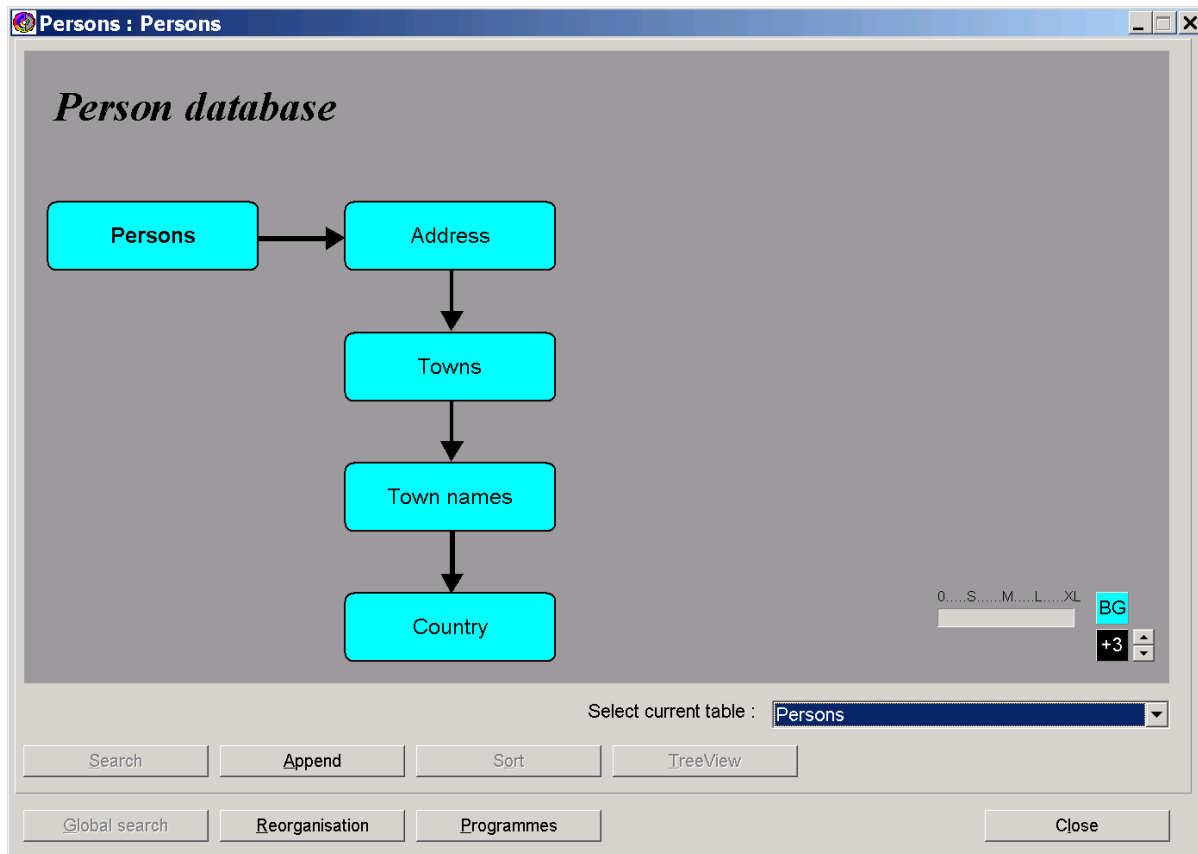 Persons : Persons
Person database
Persons
Address
Towns
Town names
Country
0.....S......M.....L.....XL
BG
+3
Select current table :
Persons
Search
Append
Sort
TreeView
Global search
Reorganisation
Programmes
Close